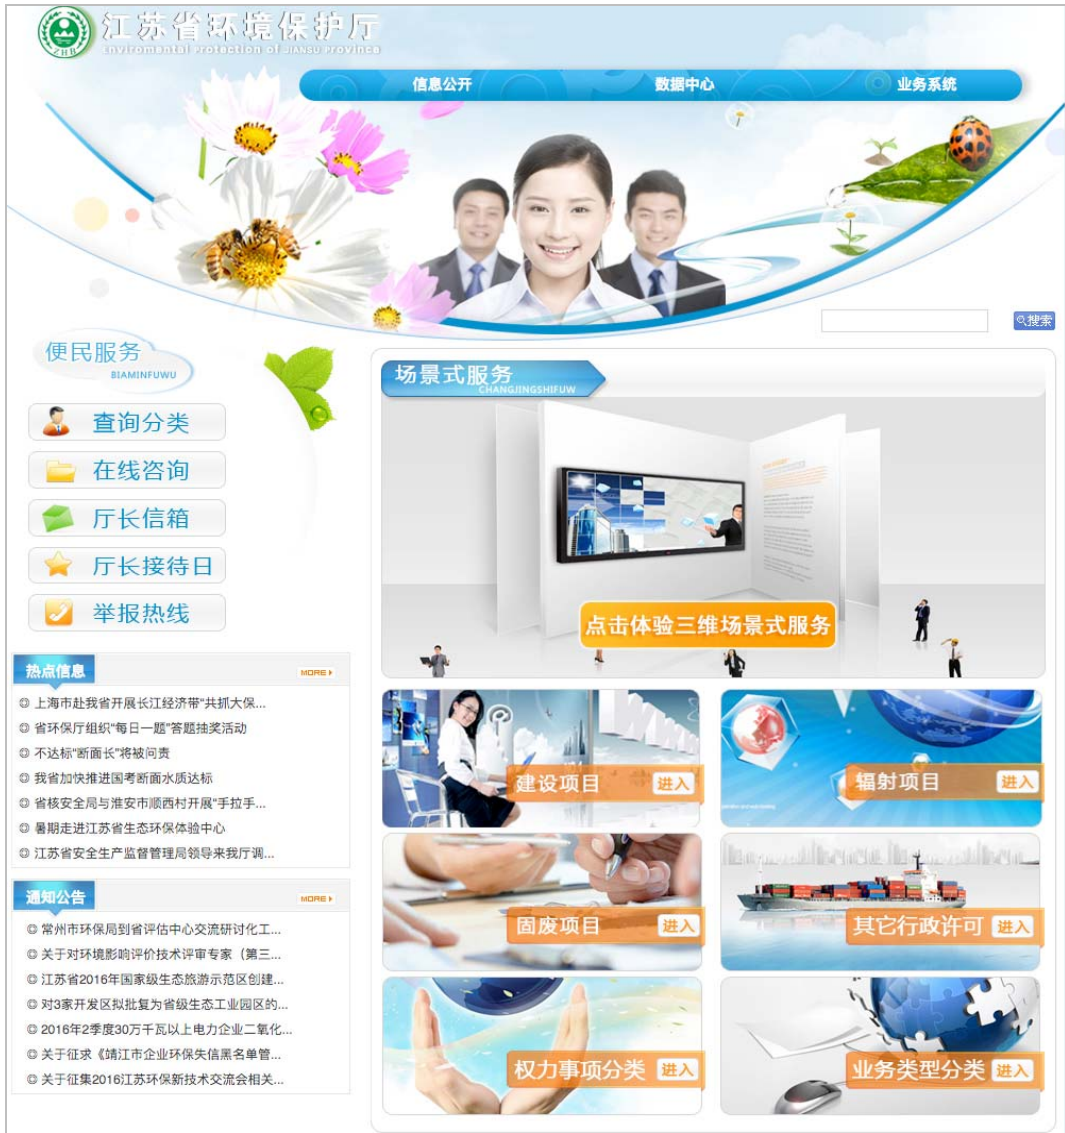 江苏省环境保护厅
Enviromental Protection of JIANSU Province
ZHB
信息公开
数据中心
业务系统
搜索
便民服务
BIAMINFUWU
查询分类
在线咨询
厅长信箱
厅长接待日
举报热线
热点信息
MORE
◎ 上海市赴我省开展长江经济带“共抓大保...
◎ 省环保厅组织“每日一题”答题抽奖活动
◎ 不达标“断面长”将被问责
◎ 我省加快推进国考断面水质达标
◎ 省核安全局与淮安市顺西村开展“手拉手...
◎ 暑期走进江苏省生态环保体验中心
◎ 江苏省安全生产监督管理局领导来我厅调...
通知公告
MORE
◎ 常州市环保局到省评估中心交流研讨化工...
◎ 关于对环境影响评价技术评审专家（第三...
◎ 江苏省2016年国家级生态旅游示范区创建...
◎ 对3家开发区拟批复为省级生态工业园区的...
◎ 2016年2季度30万千瓦以上电力企业二氧化...
◎ 关于征求《靖江市企业环保失信黑名单管...
◎ 关于征集2016江苏环保新技术交流会相关...
场景式服务
CHANGJINGSHIFUW
点击体验三维场景式服务
建设项目 进入
辐射项目 进入
固废项目 进入
其它行政许可 进入
权力事项分类 进入
业务类型分类 进入